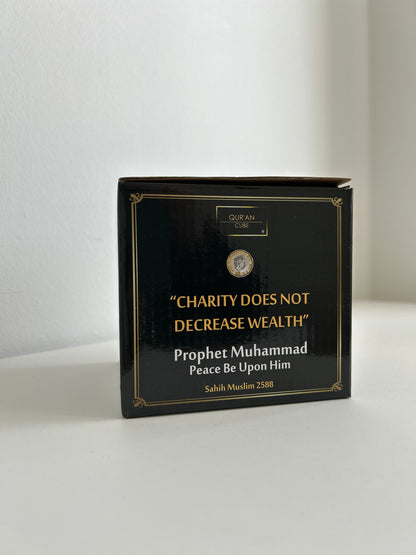 QUR'AN
CUBE
“CHARITY DOES NOT
DECREASE WEALTH”
Prophet Muhammad
Peace Be Upon Him
Sahih Muslim 2588